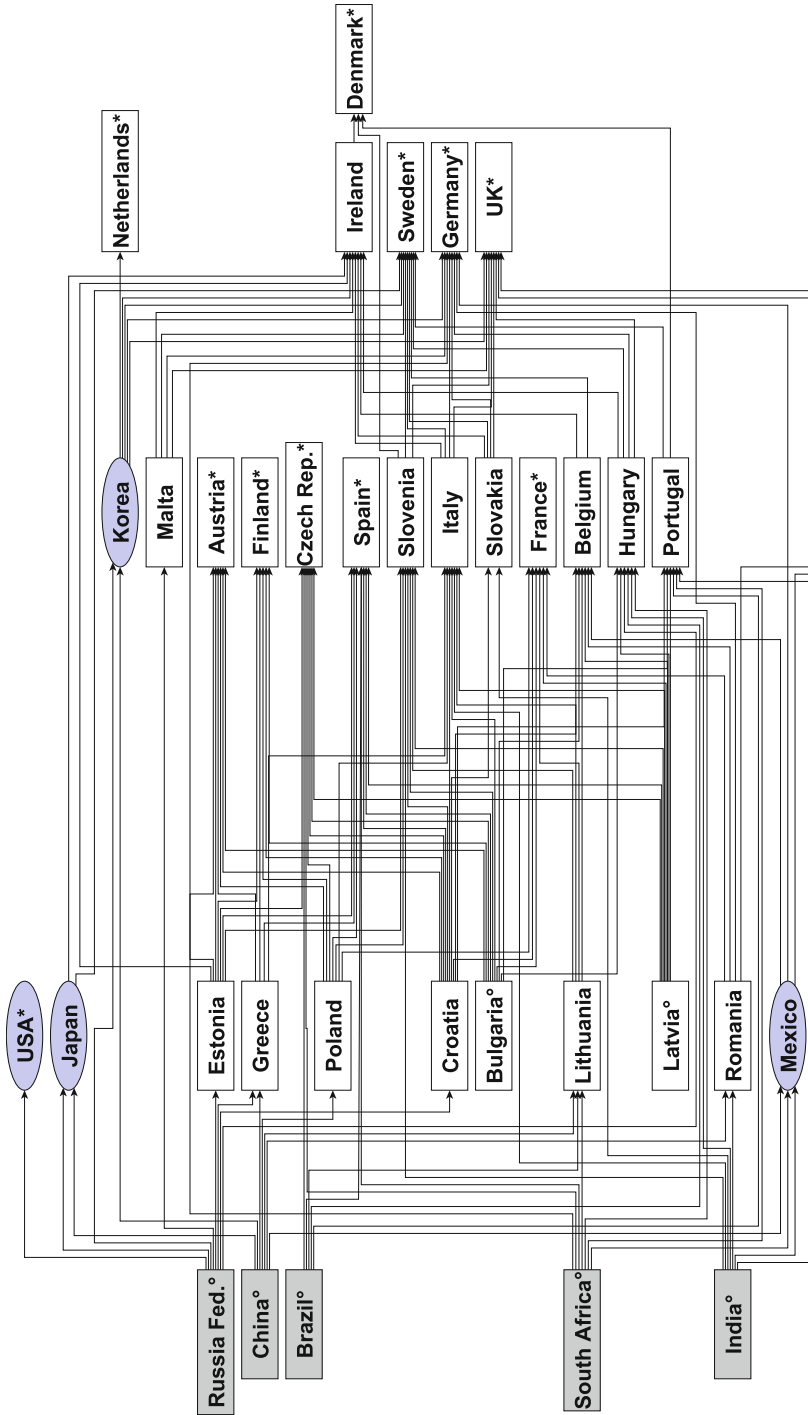 Denmark*
Netherlands*
Ireland
Sweden*
Germany*
UK*
Korea
Malta
Austria*
Finland*
Czech Rep.*
Spain*
Slovenia
Italy
Slovakia
France*
Belgium
Hungary
Portugal
USA*
Japan
Estonia
Greece
Poland
Croatia
Bulgaria°
Lithuania
Latvia°
Romania
Mexico
Russia Fed.°
China°
Brazil°
South Africa°
India°